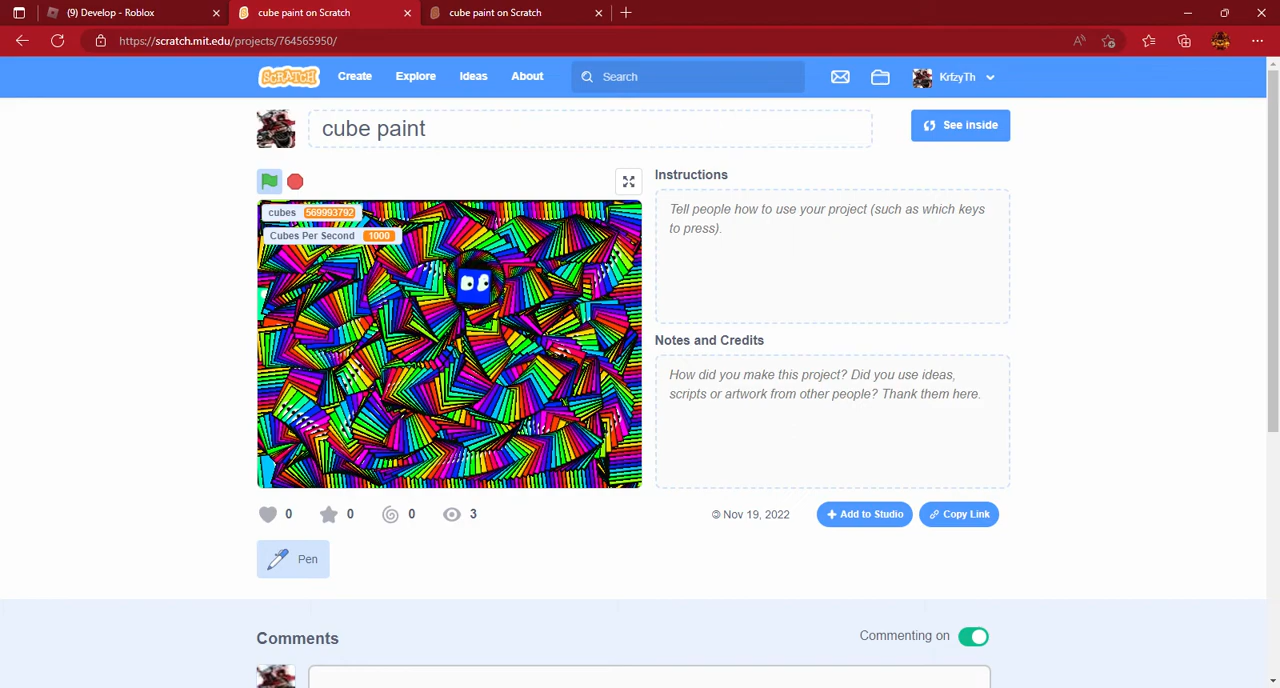 (9) Develop - Roblox
cube paint on Scratch
cube paint on Scratch
https://scratch.mit.edu/projects/764565950/
SCRATCH
Create
Explore
Ideas
About
Search
KrfzyTh
cube paint
See inside
cubes 569993792
Cubes Per Second 1000
Instructions
Tell people how to use your project (such as which keys
to press).
Notes and Credits
How did you make this project? Did you use ideas,
scripts or artwork from other people? Thank them here.
0
0
0
3
© Nov 19, 2022
Add to Studio
Copy Link
Pen
Comments
Commenting on